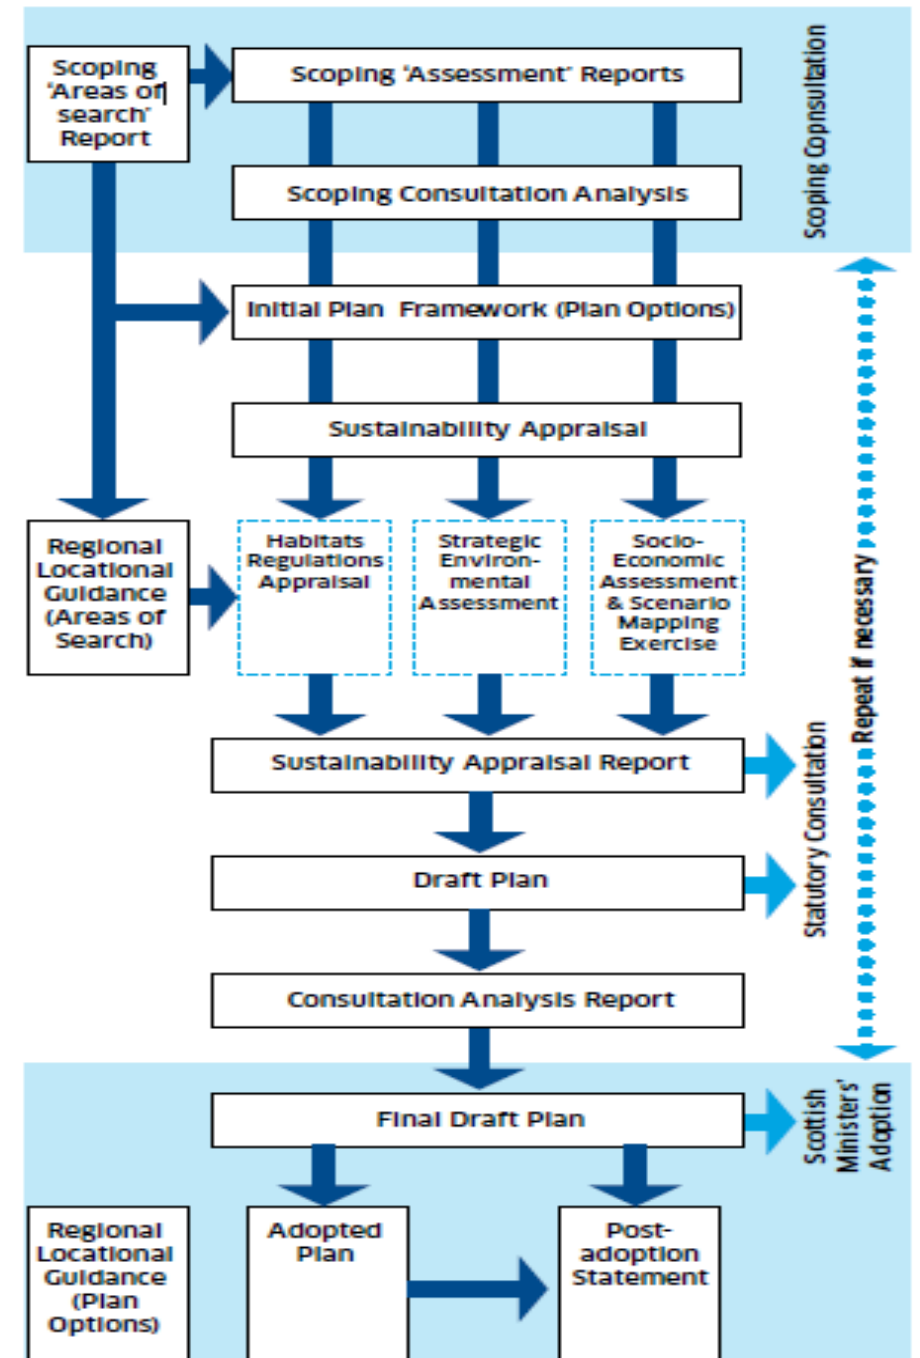 Scoping
‘Areas of
search’
Report
Scoping ‘Assessment’ Reports
Scoping Consultation Analysis
Scoping Copnsultation
Initial Plan Framework (Plan Options)
Sustainability Appraisal
Regional
Locational
Guidance
(Areas of
Search)
Habitats
Regulations
Appraisal
Strategic
Environ-
mental
Assessment
Socio-
Economic
Assessment
& Scenario
Mapping
Exercise
Repeat if necessary
Sustainability Appraisal Report
Statutory Consultation
Draft Plan
Consultation Analysis Report
Final Draft Plan
Scottish
Ministers’
Adoption
Regional
Locational
Guidance
(Plan
Options)
Adopted
Plan
Post-
adoption
Statement